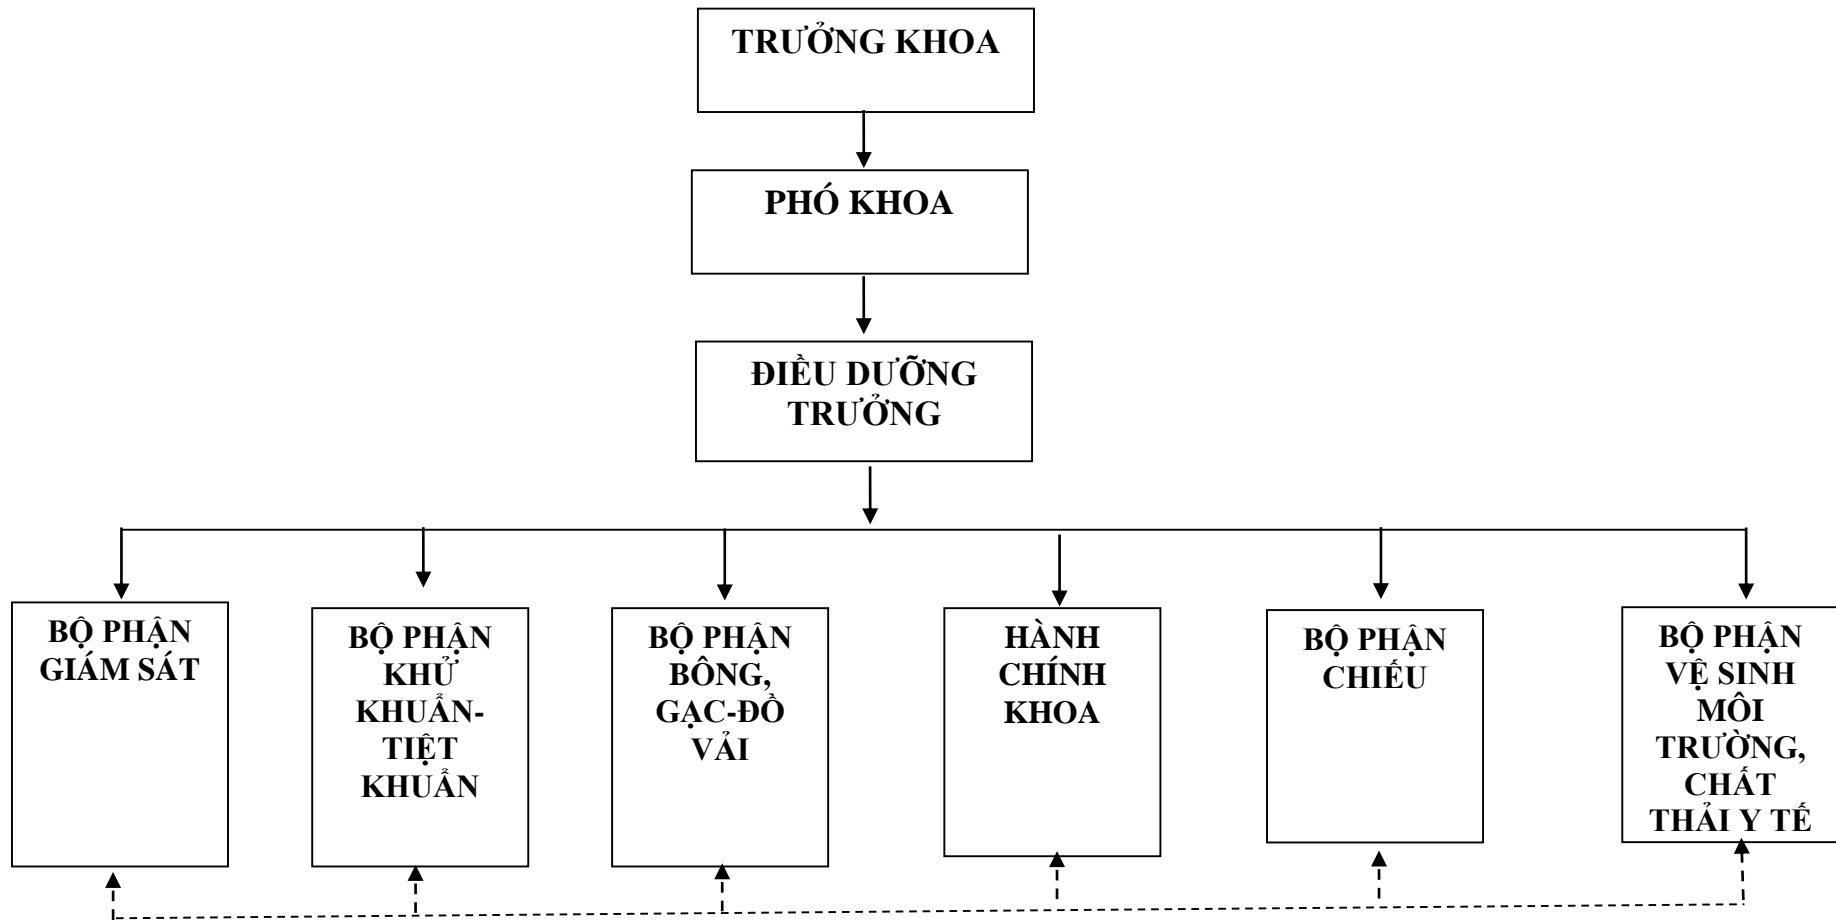 TRƯỞNG KHOA
PHÓ KHOA
ĐIỀU DƯỠNG
TRƯỞNG
BỘ PHẬN
GIÁM SÁT
BỘ PHẬN
KHỬ
KHUẨN-
TIỆT
KHUẨN
BỘ PHẬN
BÔNG,
GẠC-ĐỒ
VẢI
HÀNH
CHÍNH
KHOA
BỘ PHẬN
CHIẾU
BỘ PHẬN
VỆ SINH
MÔI
TRƯỜNG,
CHẤT
THẢI Y TẾ